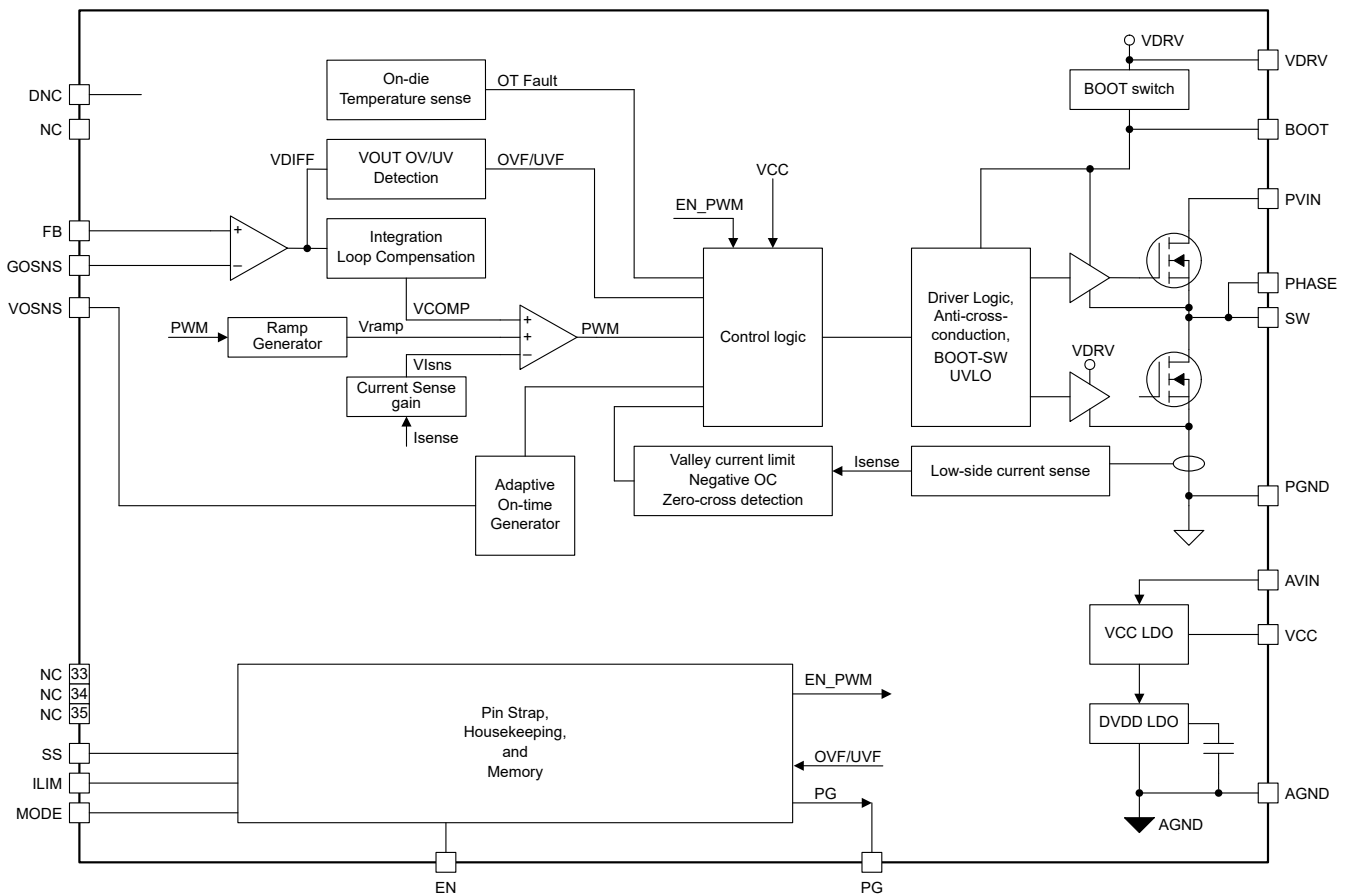 VDRV
VDRV
On-die
Temperature sense
OT Fault
BOOT switch
DNC
NC
BOOT
VDIFF
VOUT OV/UV
Detection
OVF/UVF
VCC
EN_PWM
PVIN
FB
+
−
GOSNS
Integration
Loop Compensation
PHASE
VOSNS
VCOMP
SW
PWM
Ramp
Generator
Vramp
+
+
−
PWM
Control logic
Driver Logic,
Anti-cross-
conduction,
BOOT-SW
UVLO
VDRV
VIsns
Current Sense
gain
Isense
Valley current limit
Negative OC
Zero-cross detection
Isense
Low-side current sense
Adaptive
On-time
Generator
PGND
AVIN
VCC LDO
VCC
NC 33
NC 34
NC 35
EN_PWM
Pin Strap,
Housekeeping,
and
Memory
DVDD LDO
SS
OVF/UVF
ILIM
PG
AGND
MODE
AGND
EN
PG